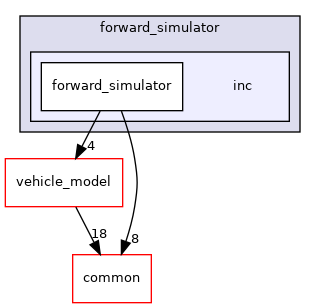 forward_simulator
forward_simulator inc
4
vehicle_model
18
8
common